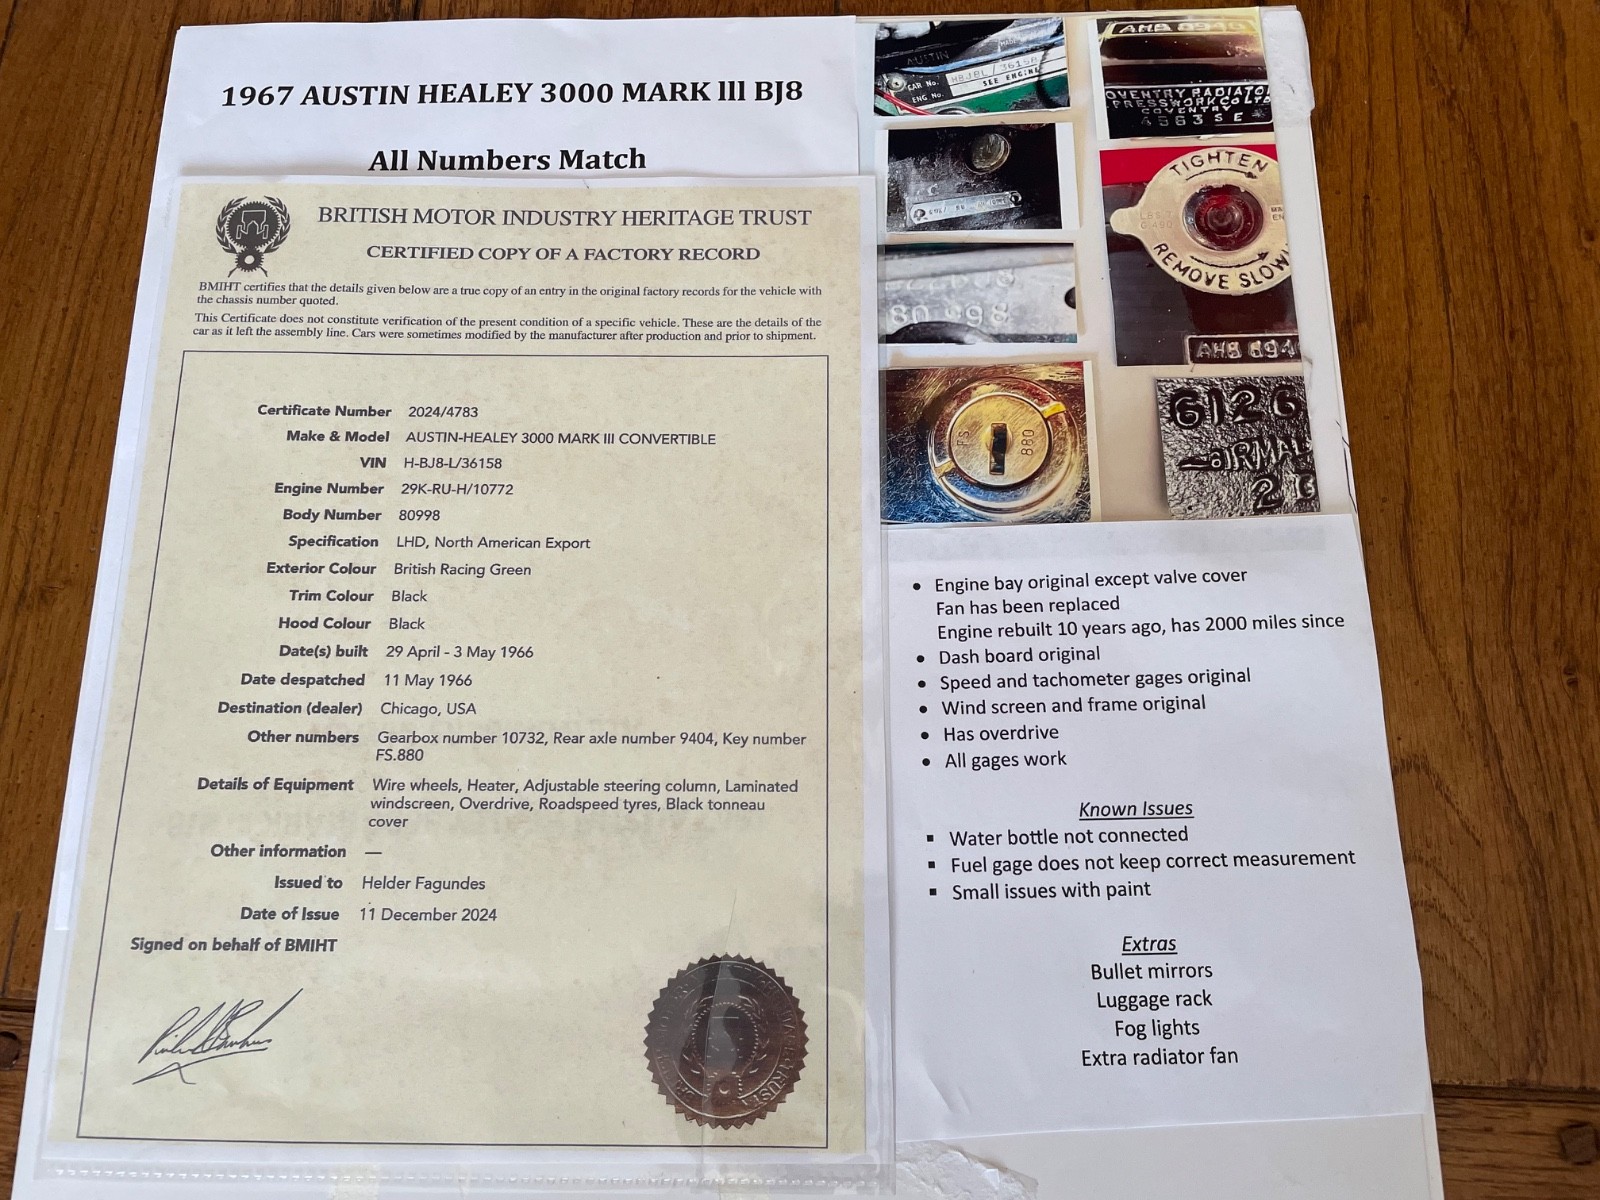 1967 AUSTIN HEALEY 3000 MARK lll BJ8
All Numbers Match
BRITISH MOTOR INDUSTRY HERITAGE TRUST
CERTIFIED COPY OF A FACTORY RECORD
BMIHT certifies that the details given below are a true copy of an entry in the original factory records for the vehicle with
the chassis number quoted.
This Certificate does not constitute verification of the present condition of a specific vehicle. These are the details of the
car as it left the assembly line. Cars were sometimes modified by the manufacturer after production and prior to shipment.
Certificate Number 2024/4783
Make & Model AUSTIN-HEALEY 3000 MARK III CONVERTIBLE
VIN H-BJ8-L/36158
Engine Number 29K-RU-H/10772
Body Number 80998
Specification LHD, North American Export
Exterior Colour British Racing Green
Trim Colour Black
Hood Colour Black
Date(s) built 29 April - 3 May 1966
Date despatched 11 May 1966
Destination (dealer) Chicago, USA
Other numbers Gearbox number 10732, Rear axle number 9404, Key number
FS.880
Details of Equipment Wire wheels, Heater, Adjustable steering column, Laminated
windscreen, Overdrive, Roadspeed tyres, Black tonneau
cover
Other information —
Issued to Helder Fagundes
Date of Issue 11 December 2024
Signed on behalf of BMIHT
AUSTIN MADE
CAR No. HBJ8L/36158
ENG No. SEE ENGINE
AHB 8940
COVENTRY RADIATOR
PRESSWORK CO LTD
COVENTRY
TIGHTEN
REMOVE SLOWLY
AHB 8940
FS 880
6126
AIRMAL
• Engine bay original except valve cover
Fan has been replaced
Engine rebuilt 10 years ago, has 2000 miles since
• Dash board original
• Speed and tachometer gages original
• Wind screen and frame original
• Has overdrive
• All gages work
Known Issues
▪ Water bottle not connected
▪ Fuel gage does not keep correct measurement
▪ Small issues with paint
Extras
Bullet mirrors
Luggage rack
Fog lights
Extra radiator fan